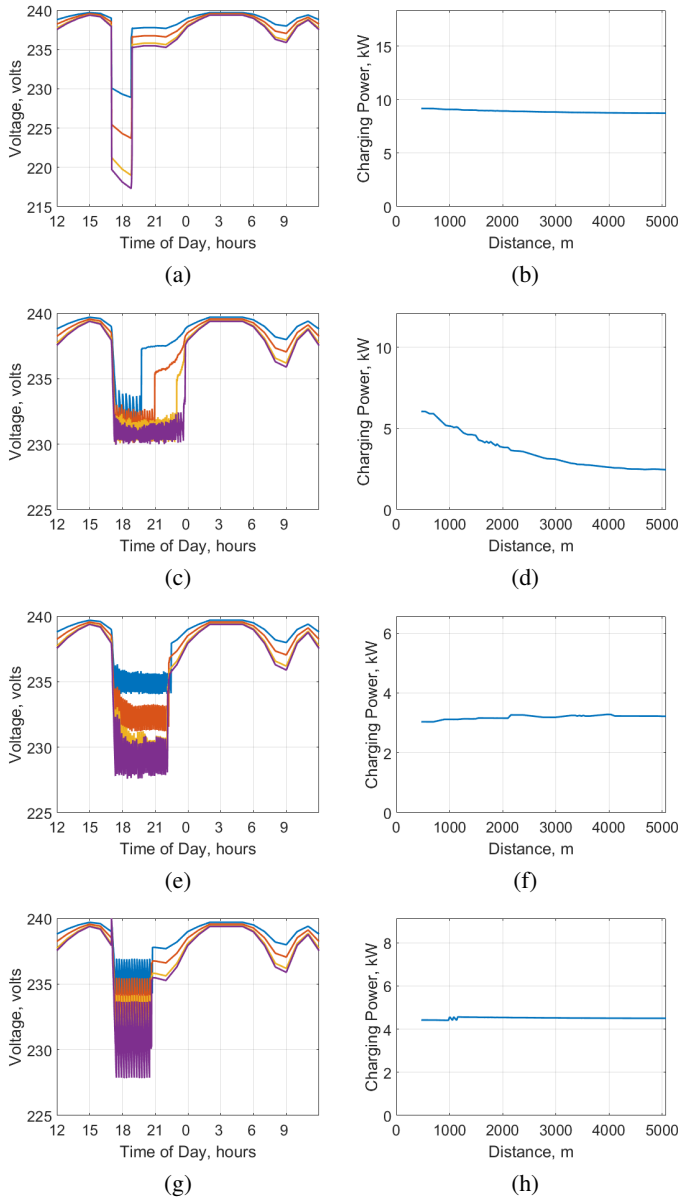 240
235
230
225
220
215
Voltage, volts
12 15 18 21 0 3 6 9
Time of Day, hours
(a)
15
10
5
0
Charging Power, kW
0 1000 2000 3000 4000 5000
Distance, m
(b)
240
235
230
225
Voltage, volts
12 15 18 21 0 3 6 9
Time of Day, hours
(c)
10
5
0
Charging Power, kW
0 1000 2000 3000 4000 5000
Distance, m
(d)
240
235
230
225
Voltage, volts
12 15 18 21 0 3 6 9
Time of Day, hours
(e)
6
4
2
0
Charging Power, kW
0 1000 2000 3000 4000 5000
Distance, m
(f)
240
235
230
225
Voltage, volts
12 15 18 21 0 3 6 9
Time of Day, hours
(g)
8
6
4
2
0
Charging Power, kW
0 1000 2000 3000 4000 5000
Distance, m
(h)